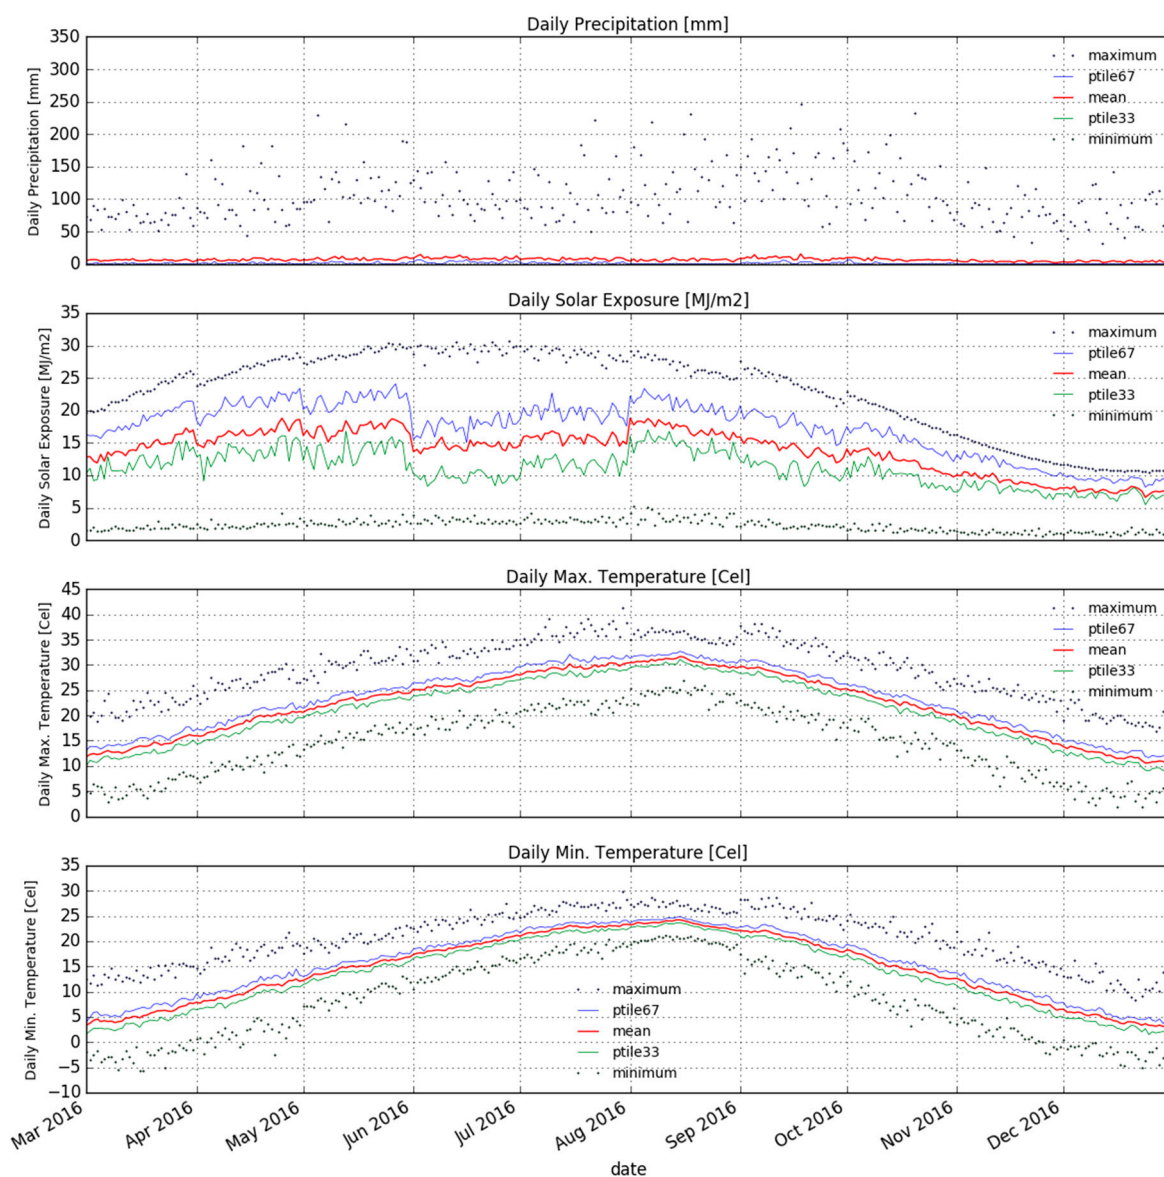 Daily Precipitation [mm]
350
300
250
200
150
100
50
0
Daily Precipitation [mm]
maximum
ptile67
mean
ptile33
minimum
Daily Solar Exposure [MJ/m2]
35
30
25
20
15
10
5
0
Daily Solar Exposure [MJ/m2]
maximum
ptile67
mean
ptile33
minimum
Daily Max. Temperature [Cel]
45
40
35
30
25
20
15
10
5
0
Daily Max. Temperature [Cel]
maximum
ptile67
mean
ptile33
minimum
Daily Min. Temperature [Cel]
35
30
25
20
15
10
5
0
−5
−10
Daily Min. Temperature [Cel]
maximum
ptile67
mean
ptile33
minimum
Mar 2016
Apr 2016
May 2016
Jun 2016
Jul 2016
Aug 2016
Sep 2016
Oct 2016
Nov 2016
Dec 2016
date